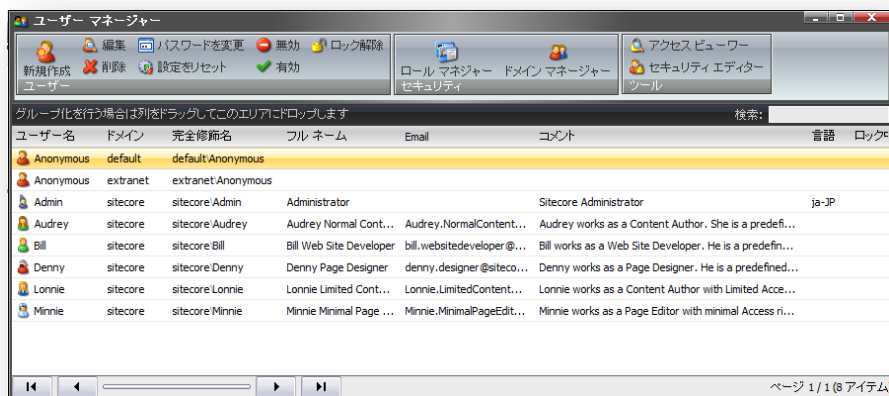 ユーザー マネージャー
新規作成 編集 パスワードを変更 無効 ロック解除
削除 設定をリセット 有効
ユーザー
ロール マネジャー ドメイン マネージャー
セキュリティ
アクセス ビューワー
セキュリティ エディター
ツール
グループ化を行う場合は列をドラッグしてこのエリアにドロップします 検索:
ユーザー名 ドメイン 完全修飾名 フル ネーム Email コメント 言語 ロック
Anonymous default default\Anonymous
Anonymous extranet extranet\Anonymous
Admin sitecore sitecore\Admin Administrator Sitecore Administrator ja-JP
Audrey sitecore sitecore\Audrey Audrey Normal Cont... Audrey.NormalContent... Audrey works as a Content Author. She is a predefi...
Bill sitecore sitecore\Bill Bill Web Site Developer bill.websitedeveloper@... Bill works as a Web Site Developer. He is a predefin...
Denny sitecore sitecore\Denny Denny Page Designer denny.designer@siteco... Denny works as a Page Designer. He is a predefined...
Lonnie sitecore sitecore\Lonnie Lonnie Limited Cont... Lonnie.LimitedContent... Lonnie works as a Content Author with Limited Acce...
Minnie sitecore sitecore\Minnie Minnie Minimal Page ... Minnie.MinimalPageEdit... Minnie works as a Page Editor with minimal Access ri...
ページ 1 / 1 (8 アイテム)